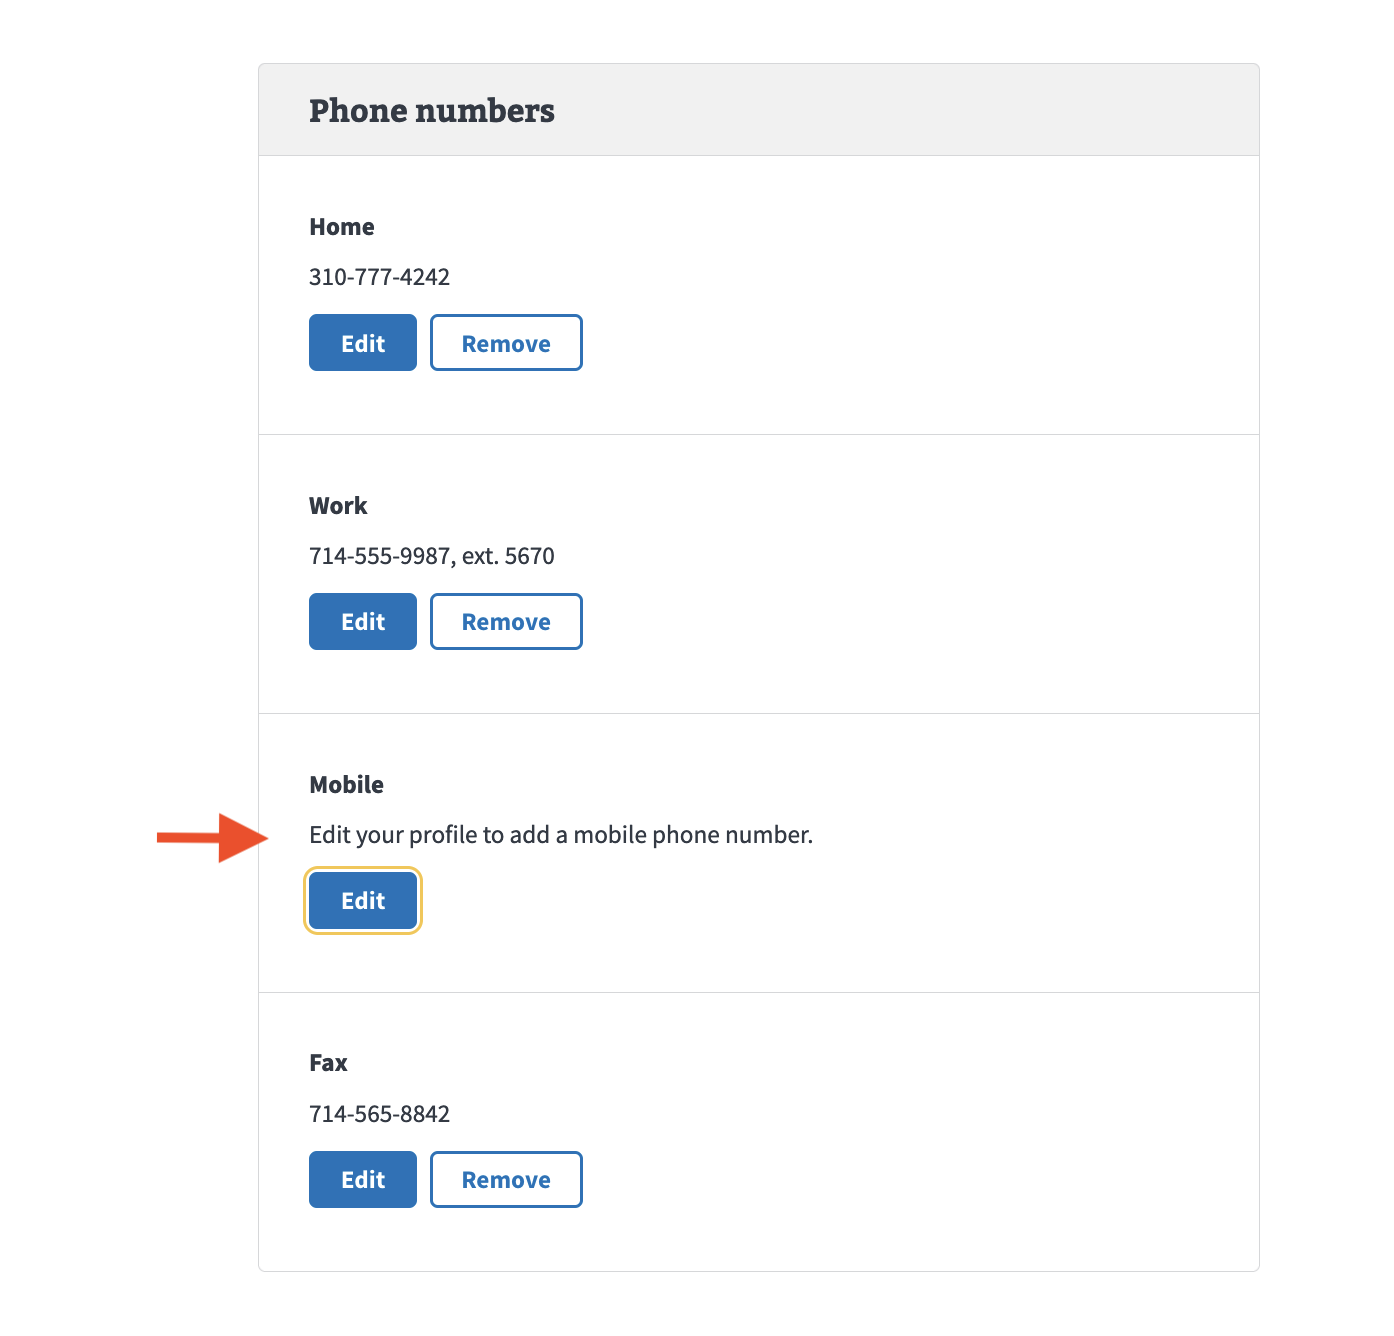 Phone numbers
Home
310-777-4242
Edit Remove
Work
714-555-9987, ext. 5670
Edit Remove
Mobile
Edit your profile to add a mobile phone number.
Edit
Fax
714-565-8842
Edit Remove